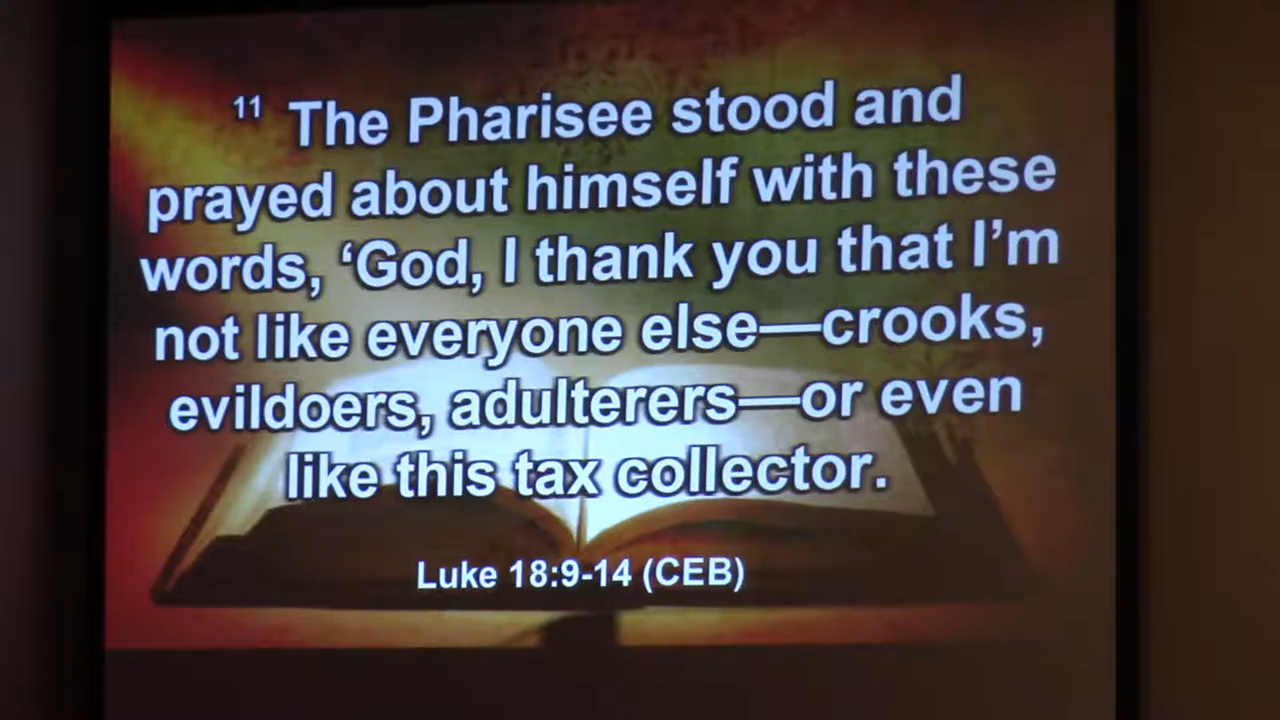 11 The Pharisee stood and
prayed about himself with these
words, ‘God, I thank you that I’m
not like everyone else—crooks,
evildoers, adulterers—or even
like this tax collector.
Luke 18:9-14 (CEB)